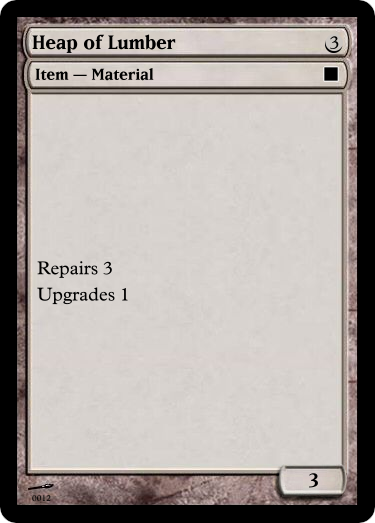 Heap of Lumber 3
Item — Material
Repairs 3
Upgrades 1
3
0012